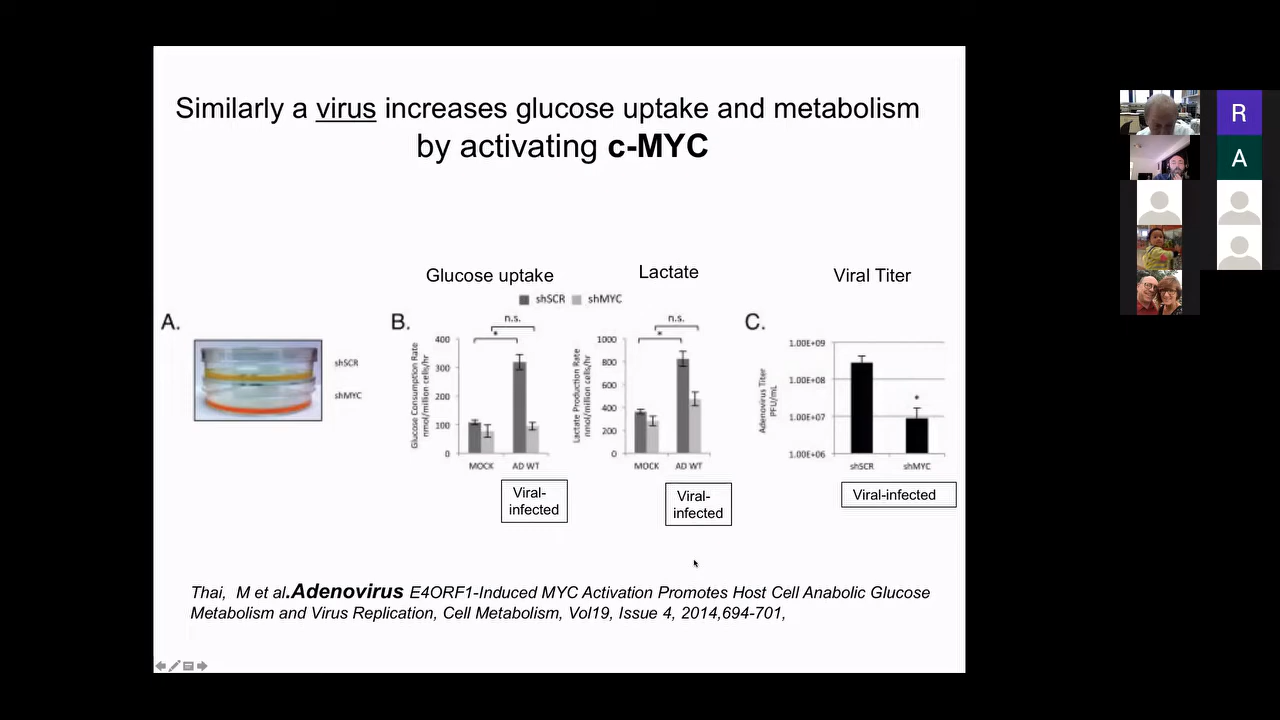 Similarly a virus increases glucose uptake and metabolism
by activating c-MYC
Glucose uptake
Lactate
Viral Titer
shSCR shMYC
A.
shSCR
shMYC
B.
n.s.
*
400
300
200
100
0
Glucose Consumption Rate
nmol/million cells/hr
MOCK AD WT
Viral-
infected
n.s.
*
1000
800
600
400
200
0
Lactate Production Rate
nmol/million cells/hr
MOCK AD WT
Viral-
infected
C.
1.00E+09
1.00E+08
1.00E+07
1.00E+06
Adenovirus Titer
PFU/mL
*
shSCR shMYC
Viral-infected
Thai, M et al.Adenovirus E4ORF1-Induced MYC Activation Promotes Host Cell Anabolic Glucose
Metabolism and Virus Replication, Cell Metabolism, Vol19, Issue 4, 2014,694-701,
R
A